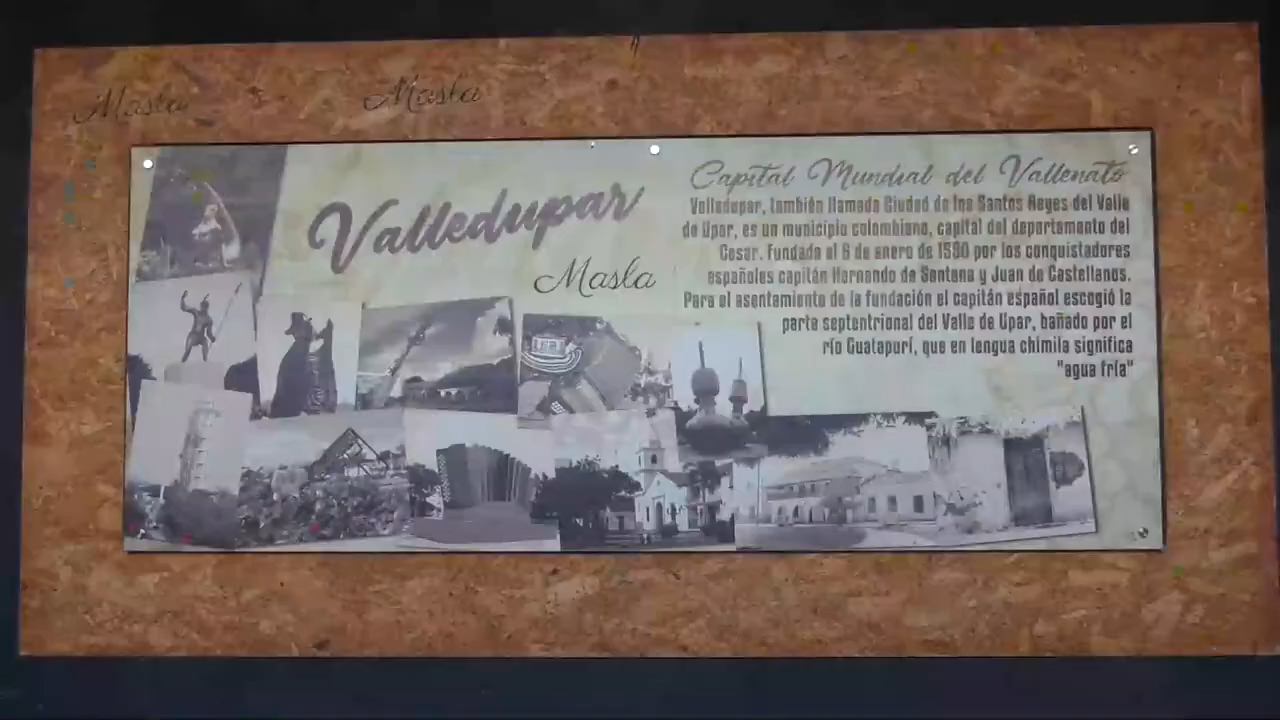 Masla
Masla
Valledupar
Masla
Capital Mundial del Vallenato
Valledupar, también llamada Ciudad de los Santos Reyes del Valle
de Upar, es un municipio colombiano, capital del departamento del
Cesar. Fundado el 6 de enero de 1590 por los conquistadores
españoles capitán Hernando de Santana y Juan de Castellanos.
Para el asentamiento de la fundación el capitán español escogió la
parte septentrional del Valle de Upar, bañado por el
río Guatapurí, que en lengua chimila significa
"agua fría"